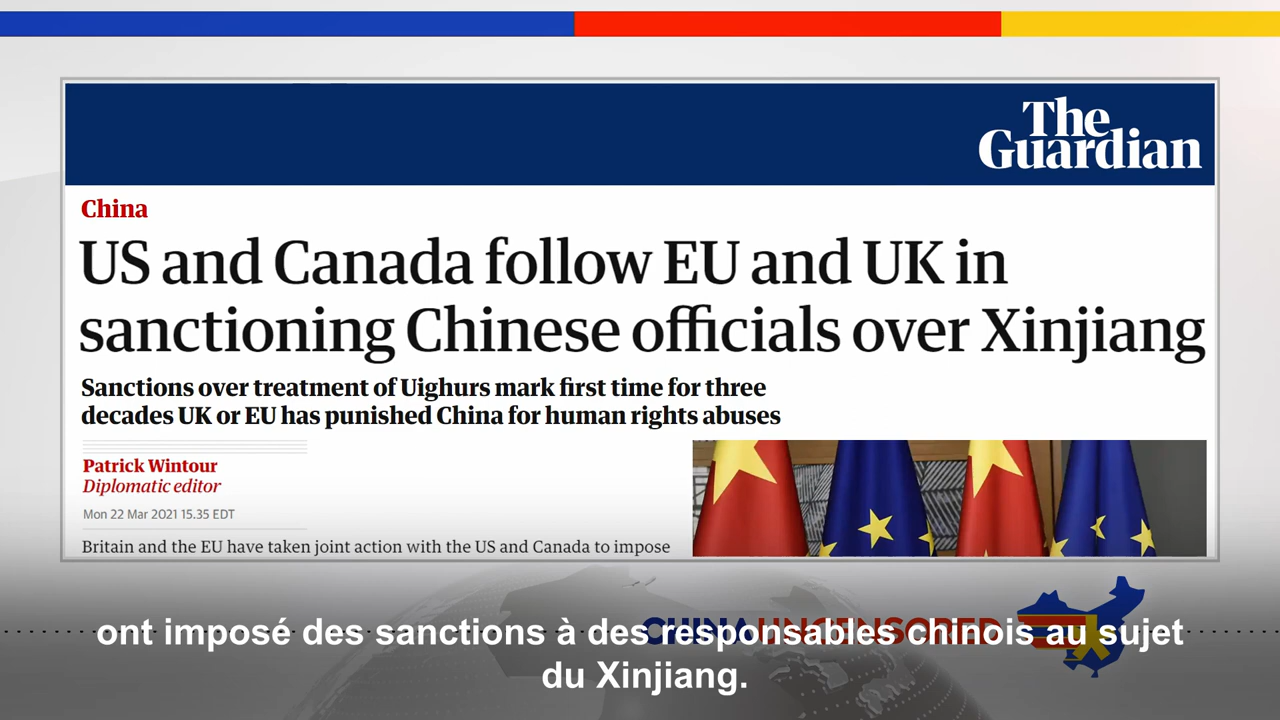 The
Guardian
China
US and Canada follow EU and UK in
sanctioning Chinese officials over Xinjiang
Sanctions over treatment of Uighurs mark first time for three
decades UK or EU has punished China for human rights abuses
Patrick Wintour
Diplomatic editor
Mon 22 Mar 2021 15.35 EDT
Britain and the EU have taken joint action with the US and Canada to impose
CHINA UNCENSORED
ont imposé des sanctions à des responsables chinois au sujet
du Xinjiang.